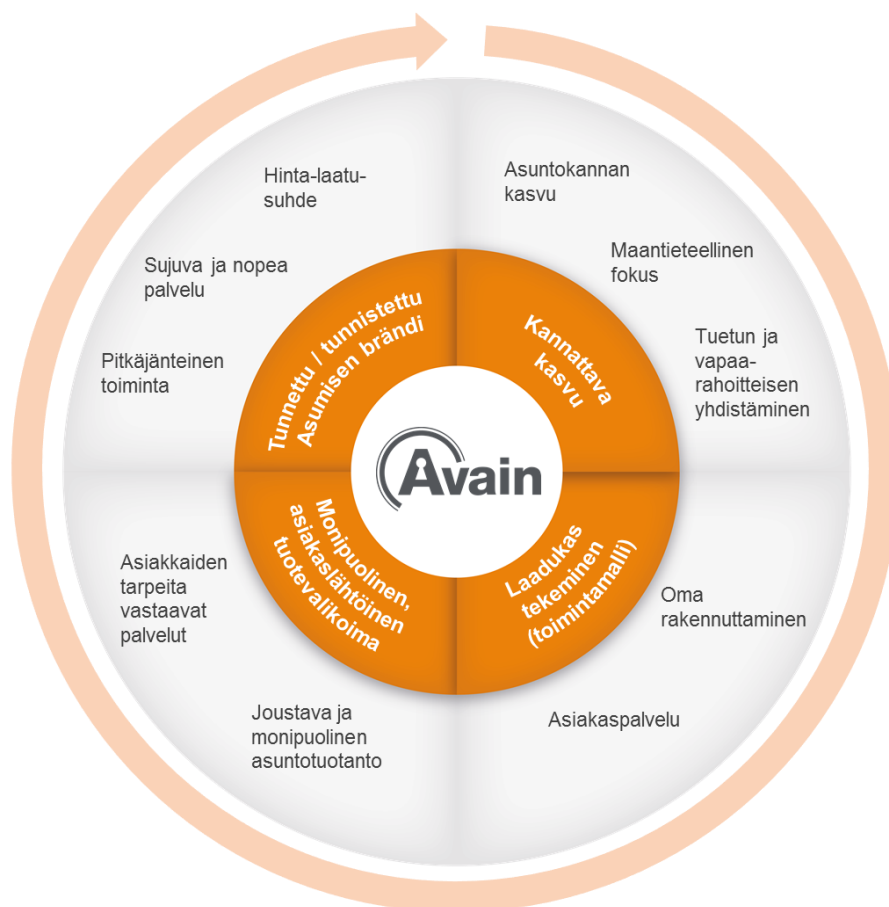 Hinta-laatu-
suhde
Sujuva ja nopea
palvelu
Pitkäjänteinen
toiminta
Asuntokannan
kasvu
Maantieteellinen
fokus
Tuetun ja
vapaa-
rahoitteisen
yhdistäminen
Tunnettu / tunnistettu
Asumisen brändi
Kannattava
kasvu
Avain
Monipuolinen,
asiakaslähtöinen
tuotevalikoima
Laadukas
tekeminen
(toimintamalli)
Asiakkaiden
tarpeita
vastaavat
palvelut
Joustava ja
monipuolinen
asuntotuotanto
Oma
rakennuttaminen
Asiakaspalvelu